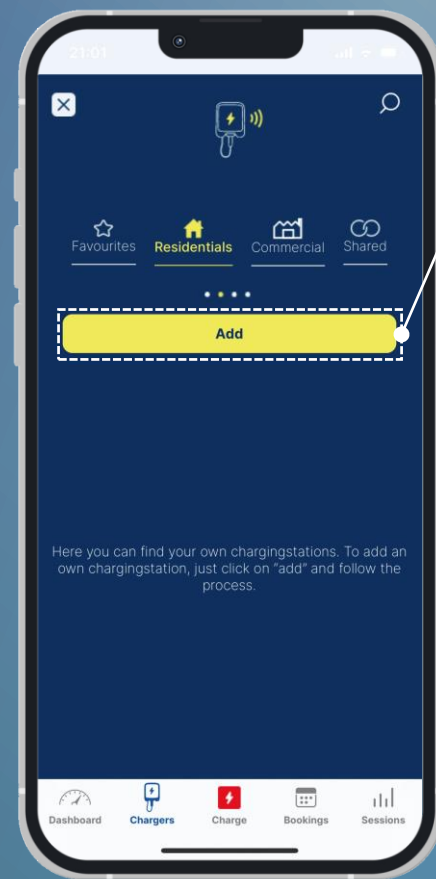 21:01
Favourites Residentials Commercial Shared
Add
Here you can find your own chargingstations. To add an
own chargingstation, just click on "add" and follow the
process.
Dashboard Chargers Charge Bookings Sessions